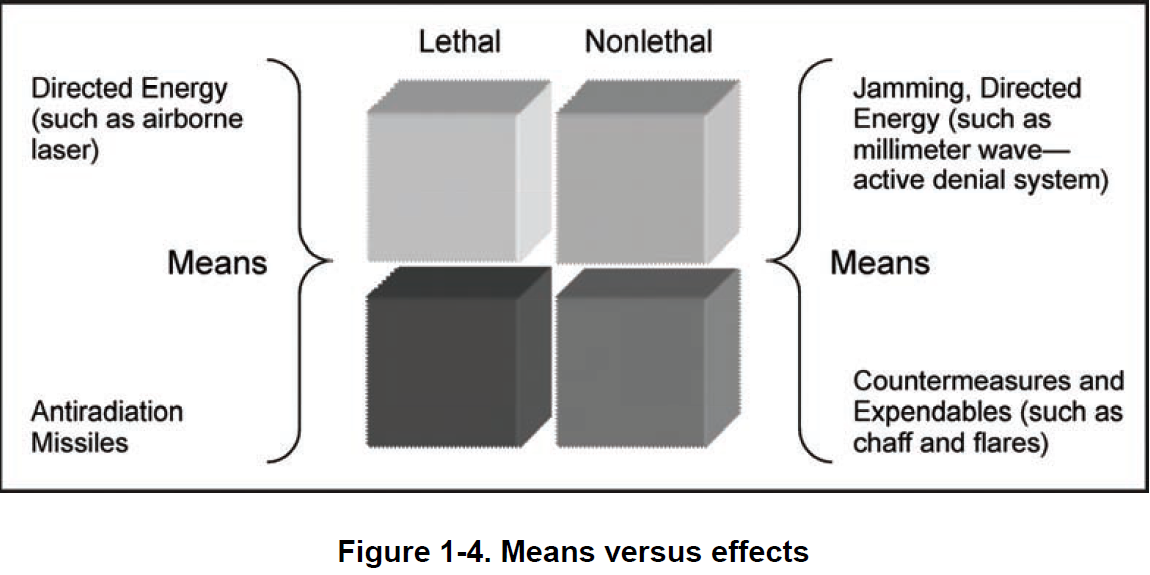 Lethal
Nonlethal
Directed Energy
(such as airborne
laser)
Means
Antiradiation
Missiles
Jamming, Directed
Energy (such as
millimeter wave—
active denial system)
Means
Countermeasures and
Expendables (such as
chaff and flares)
Figure 1-4. Means versus effects